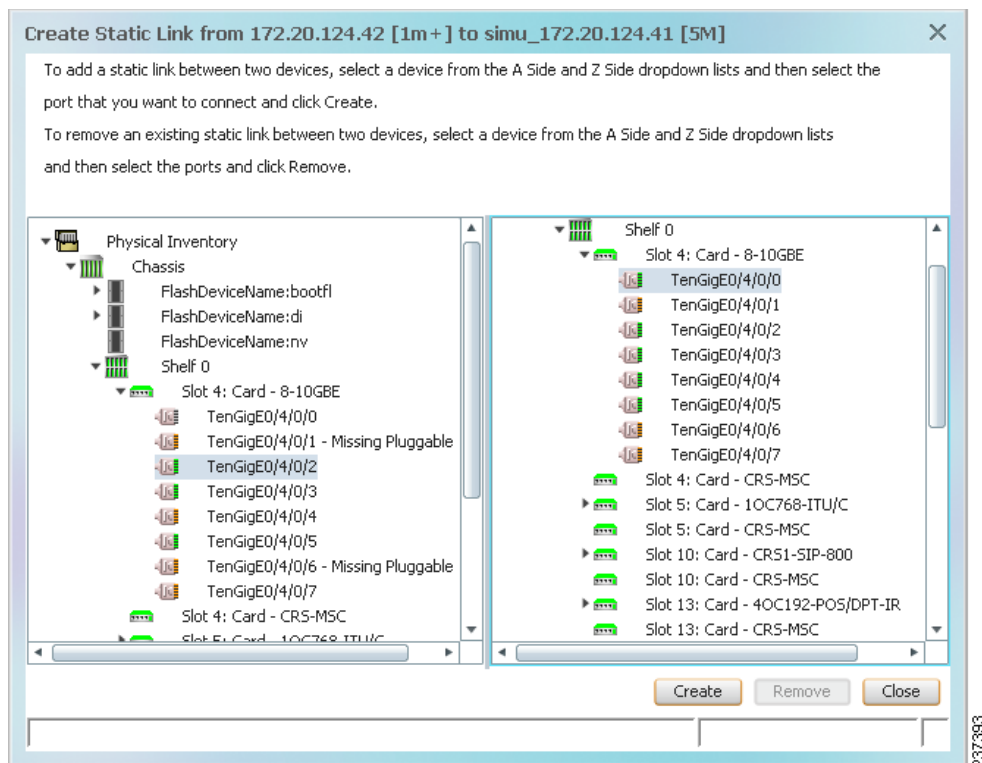 Create Static Link from 172.20.124.42 [1m+] to simu_172.20.124.41 [5M]
To add a static link between two devices, select a device from the A Side and Z Side dropdown lists and then select the
port that you want to connect and click Create.
To remove an existing static link between two devices, select a device from the A Side and Z Side dropdown lists
and then select the ports and click Remove.
Physical Inventory
Chassis
FlashDeviceName:bootfl
FlashDeviceName:di
FlashDeviceName:nv
Shelf 0
Slot 4: Card - 8-10GBE
TenGigE0/4/0/0
TenGigE0/4/0/1 - Missing Pluggable
TenGigE0/4/0/2
TenGigE0/4/0/3
TenGigE0/4/0/4
TenGigE0/4/0/5
TenGigE0/4/0/6 - Missing Pluggable
TenGigE0/4/0/7
Slot 4: Card - CRS-MSC
Slot 5: Card - 1OC768-ITU/C
Shelf 0
Slot 4: Card - 8-10GBE
TenGigE0/4/0/0
TenGigE0/4/0/1
TenGigE0/4/0/2
TenGigE0/4/0/3
TenGigE0/4/0/4
TenGigE0/4/0/5
TenGigE0/4/0/6
TenGigE0/4/0/7
Slot 4: Card - CRS-MSC
Slot 5: Card - 1OC768-ITU/C
Slot 5: Card - CRS-MSC
Slot 10: Card - CRS1-SIP-800
Slot 10: Card - CRS-MSC
Slot 13: Card - 4OC192-POS/DPT-IR
Slot 13: Card - CRS-MSC
Create
Remove
Close
237393